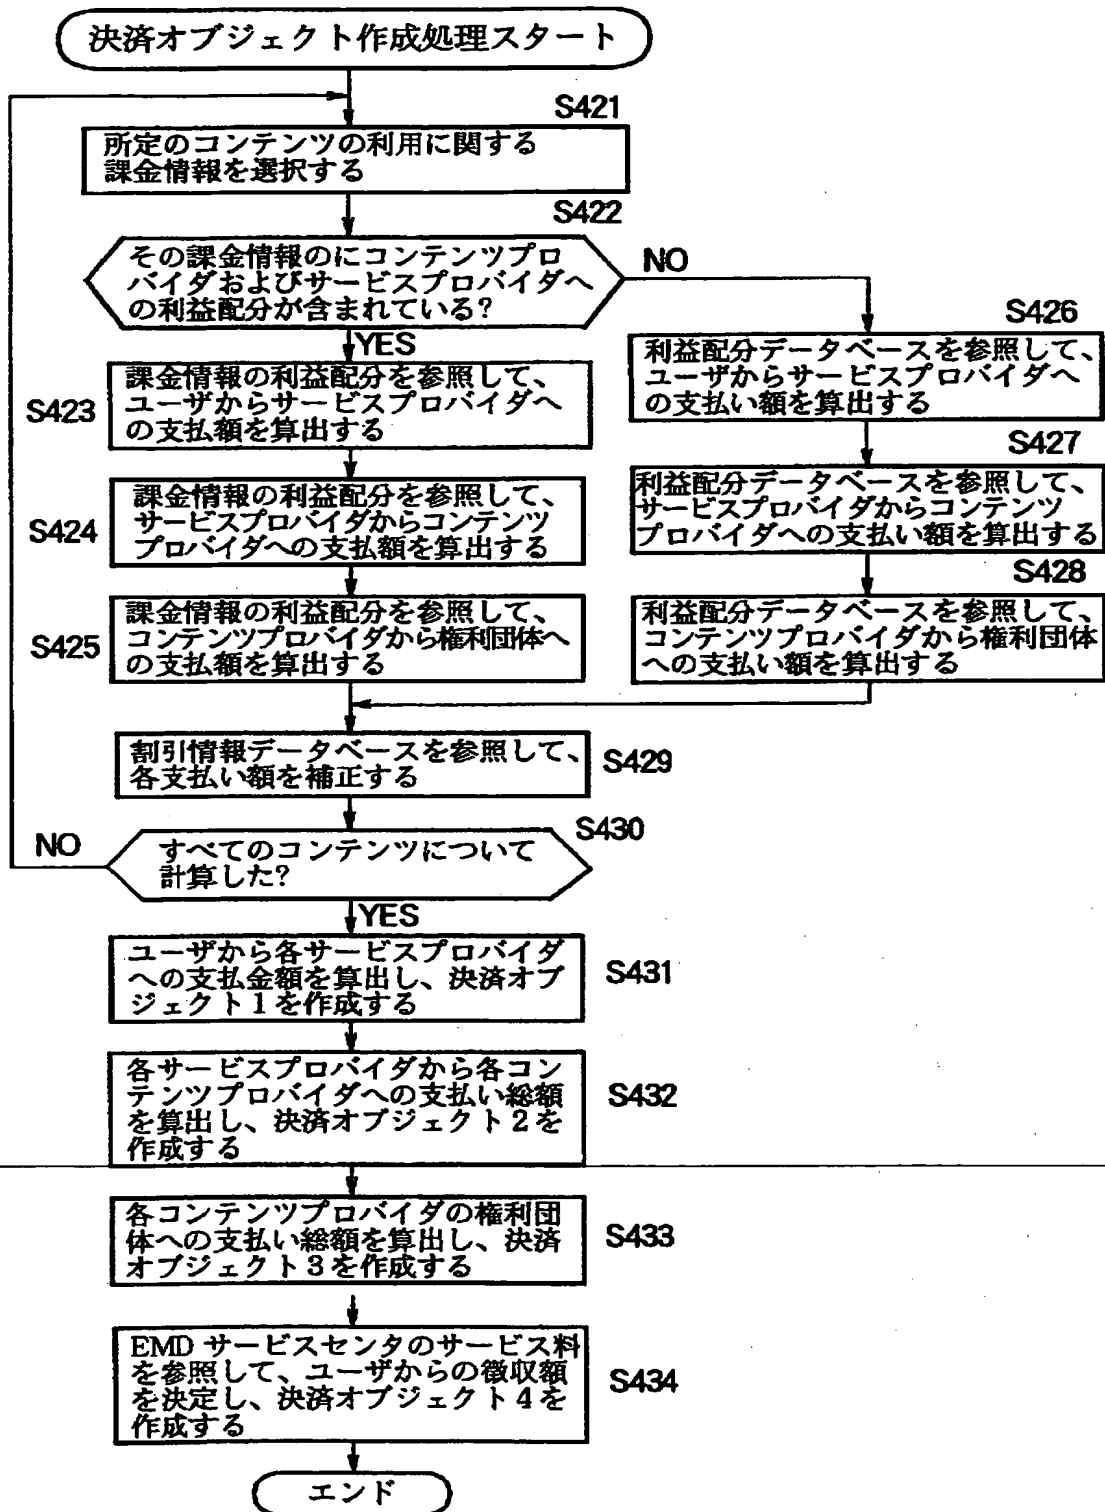 決済オブジェクト作成処理スタート
S421
所定のコンテンツの利用に関する
課金情報を選択する
S422
その課金情報のにコンテンツプロ
バイダおよびサービスプロバイダへ
の利益配分が含まれている?
NO
YES
S423
課金情報の利益配分を参照して、
ユーザからサービスプロバイダへ
の支払額を算出する
S424
課金情報の利益配分を参照して、
サービスプロバイダからコンテンツ
プロバイダへの支払額を算出する
S425
課金情報の利益配分を参照して、
コンテンツプロバイダから権利団体へ
の支払額を算出する
S426
利益配分データベースを参照して、
ユーザからサービスプロバイダへ
の支払い額を算出する
S427
利益配分データベースを参照して、
サービスプロバイダからコンテンツ
プロバイダへの支払い額を算出する
S428
利益配分データベースを参照して、
コンテンツプロバイダから権利団体
への支払い額を算出する
割引情報データベースを参照して、
各支払い額を補正する
S429
S430
NO
すべてのコンテンツについて
計算した?
YES
ユーザから各サービスプロバイダ
への支払金額を算出し、決済オブ
ジェクト1を作成する
S431
各サービスプロバイダから各コン
テンツプロバイダへの支払い総額
を算出し、決済オブジェクト2を
作成する
S432
各コンテンツプロバイダの権利団
体への支払い総額を算出し、決済
オブジェクト3を作成する
S433
EMD サービスセンタのサービス料
を参照して、ユーザからの徴収額
を決定し、決済オブジェクト4を
作成する
S434
エンド